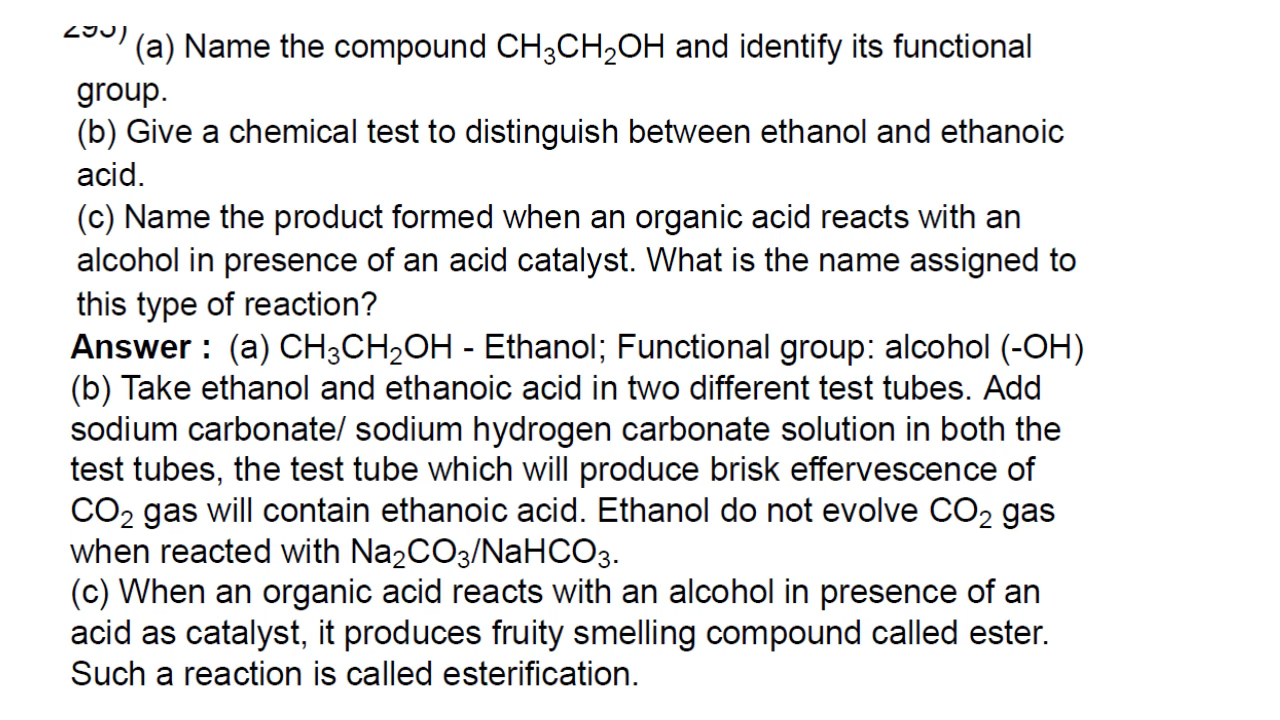 295) (a) Name the compound CH₃CH₂OH and identify its functional
group.
(b) Give a chemical test to distinguish between ethanol and ethanoic
acid.
(c) Name the product formed when an organic acid reacts with an
alcohol in presence of an acid catalyst. What is the name assigned to
this type of reaction?
Answer : (a) CH₃CH₂OH - Ethanol; Functional group: alcohol (-OH)
(b) Take ethanol and ethanoic acid in two different test tubes. Add
sodium carbonate/ sodium hydrogen carbonate solution in both the
test tubes, the test tube which will produce brisk effervescence of
CO₂ gas will contain ethanoic acid. Ethanol do not evolve CO₂ gas
when reacted with Na₂CO₃/NaHCO₃.
(c) When an organic acid reacts with an alcohol in presence of an
acid as catalyst, it produces fruity smelling compound called ester.
Such a reaction is called esterification.